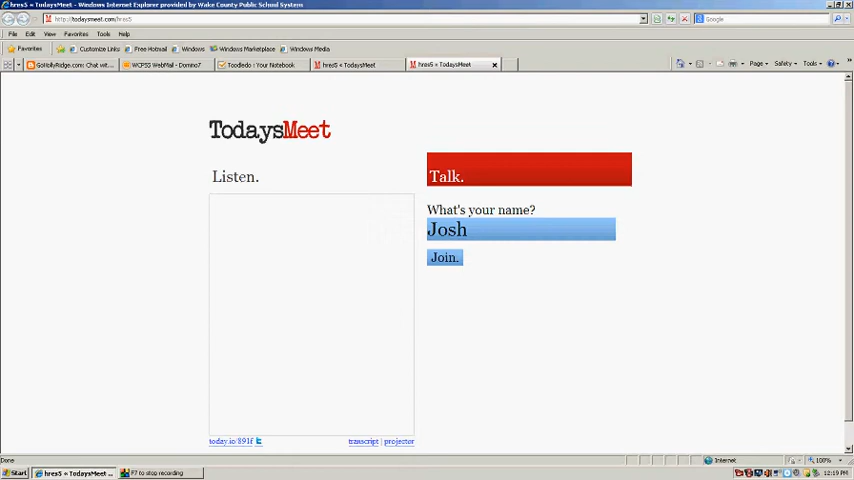 hres5 « TodaysMeet - Windows Internet Explorer provided by Wake County Public School System
http://todaysmeet.com/hres5
Google
File Edit View Favorites Tools Help
Favorites Customize Links Free Hotmail Windows Windows Marketplace Windows Media
GoHollyRidge.com: Chat wit... WCPSS WebMail - Domino7 Toodledo : Your Notebook hres5 « TodaysMeet hres5 « TodaysMeet Page Safety Tools
TodaysMeet
Listen.
Talk.
What's your name?
Josh
Join.
today.io/891f transcript | projector
Done Internet 100%
Start hres5 « TodaysMeet ... F7 to stop recording 12:19 PM